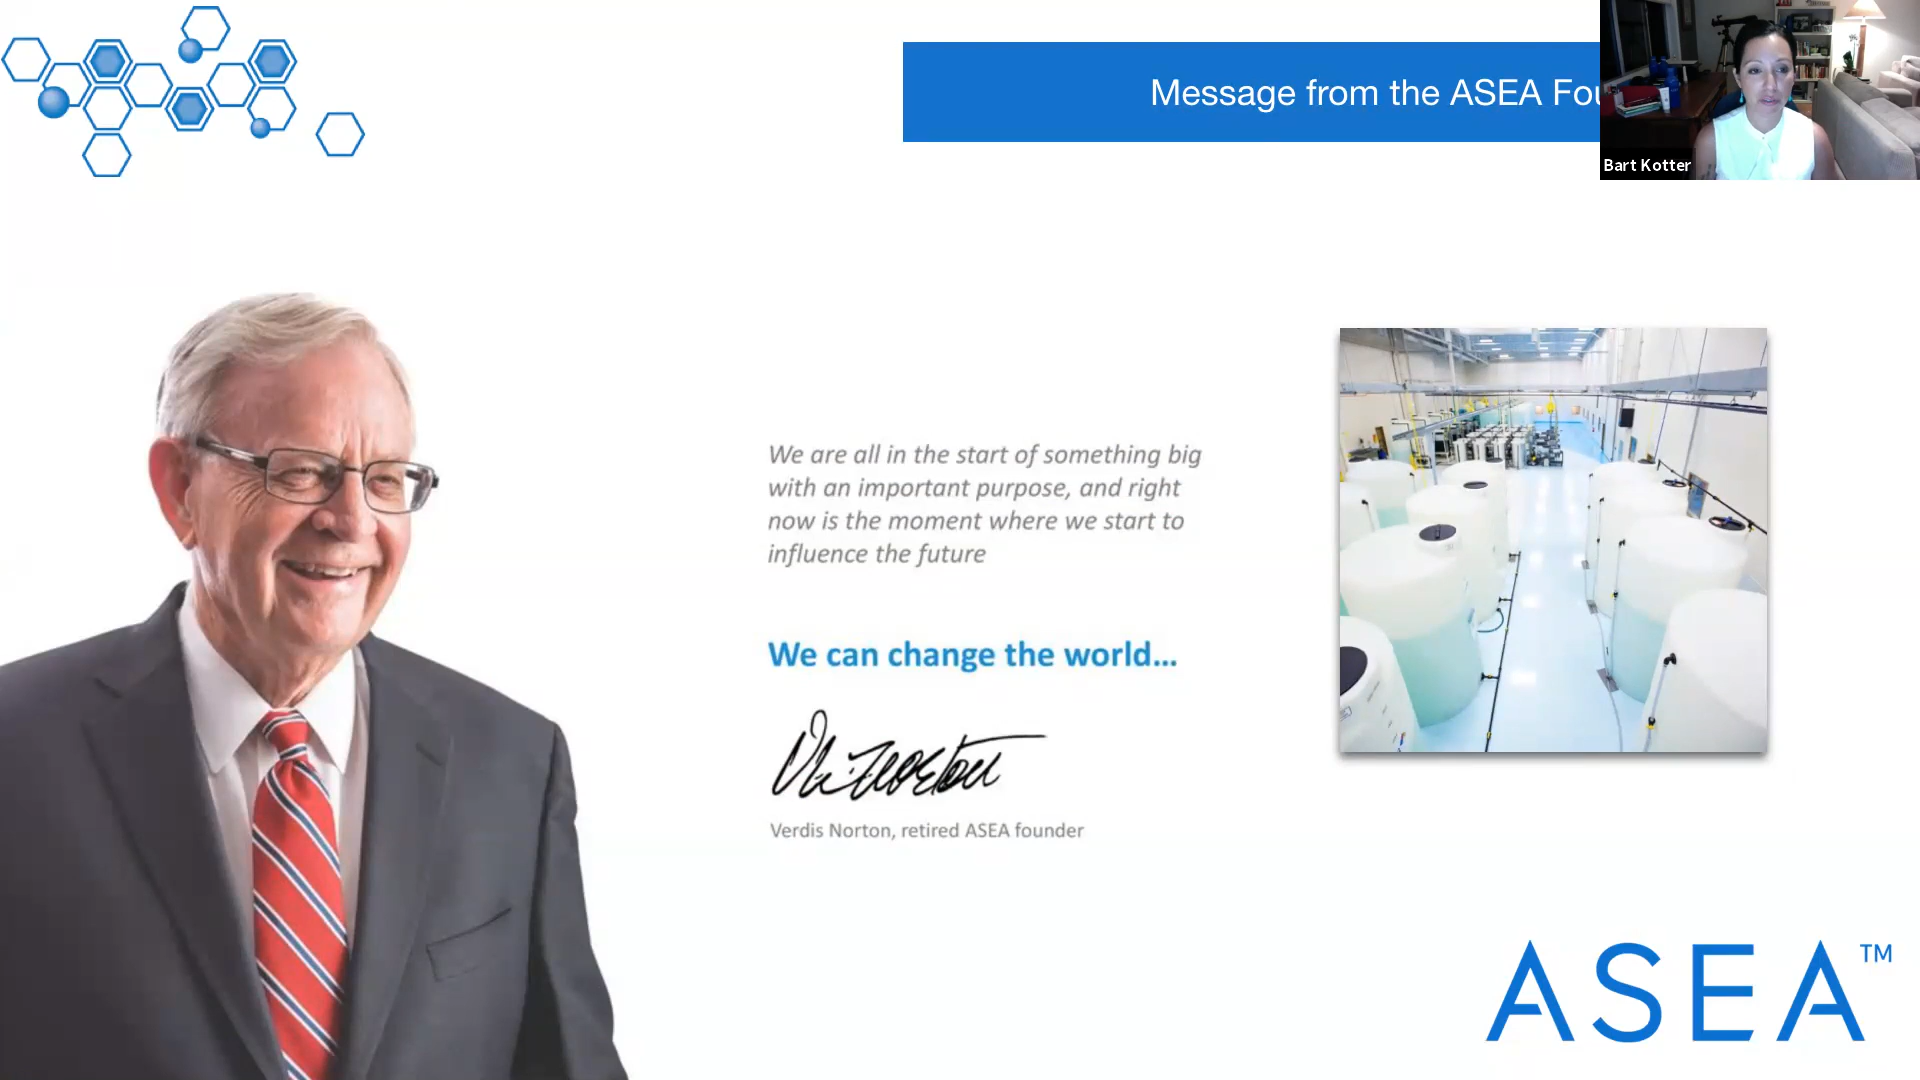 Message from the ASEA Fou
Bart Kotter
We are all in the start of something big
with an important purpose, and right
now is the moment where we start to
influence the future
We can change the world...
Verdis Norton, retired ASEA founder
ASEA™